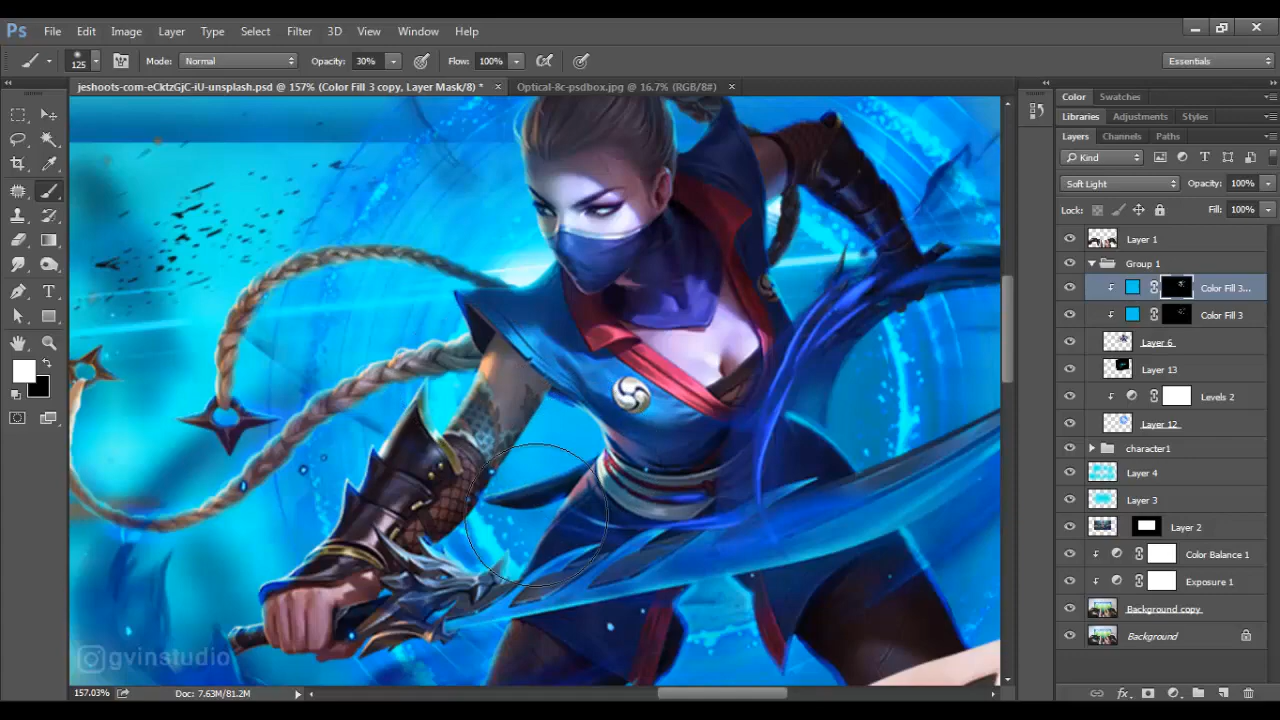 Ps File Edit Image Layer Type Select Filter 3D View Window Help
125 Mode: Normal Opacity: 30% Flow: 100% Essentials
jeshoots-com-eCktzGjC-iU-unsplash.psd @ 157% (Color Fill 3 copy, Layer Mask/8) * × Optical-8c-psdbox.jpg @ 16.7% (RGB/8#) ×
Color Swatches
Libraries Adjustments Styles
Layers Channels Paths
Kind
Soft Light Opacity: 100%
Lock: Fill: 100%
Layer 1
Group 1
Color Fill 3...
Color Fill 3
Layer 6
Layer 13
Levels 2
Layer 12
character1
Layer 4
Layer 3
Layer 2
Color Balance 1
Exposure 1
Background copy
Background
gvinstudio
157.03% Doc: 7.63M/81.2M